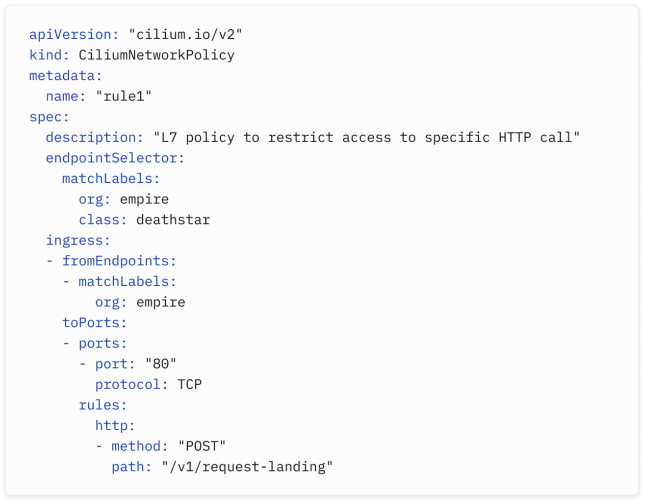 apiVersion: "cilium.io/v2"
kind: CiliumNetworkPolicy
metadata:
  name: "rule1"
spec:
  description: "L7 policy to restrict access to specific HTTP call"
  endpointSelector:
    matchLabels:
      org: empire
      class: deathstar
  ingress:
  - fromEndpoints:
    - matchLabels:
        org: empire
    toPorts:
    - ports:
      - port: "80"
        protocol: TCP
      rules:
        http:
        - method: "POST"
          path: "/v1/request-landing"